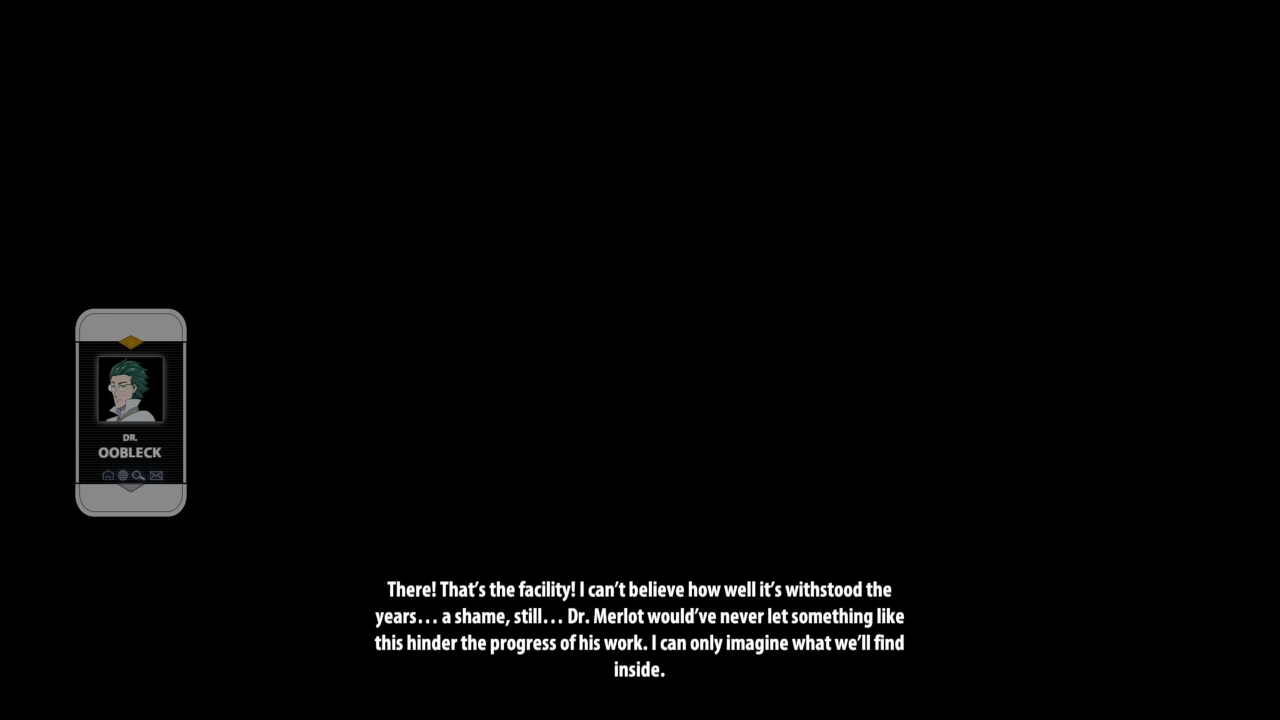 DR.
OOBLECK
There! That's the facility! I can't believe how well it's withstood the
years... a shame, still... Dr. Merlot would've never let something like
this hinder the progress of his work. I can only imagine what we'll find
inside.